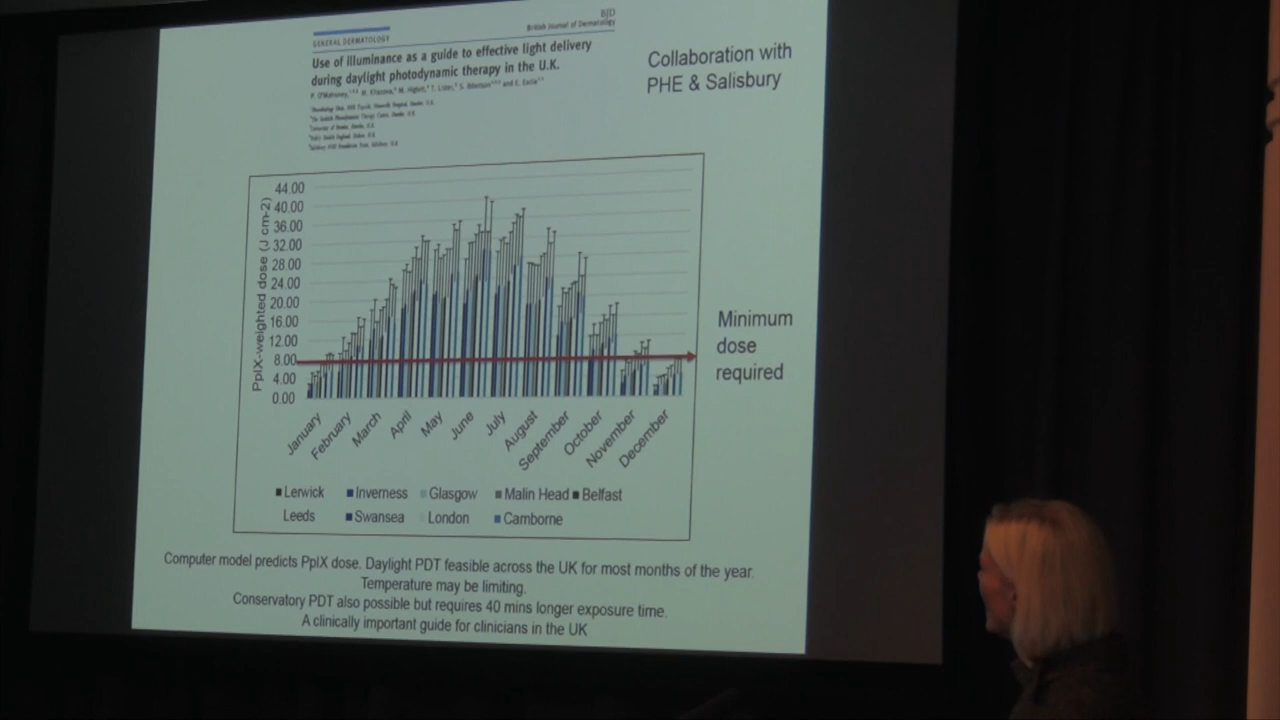 BJD
British Journal of Dermatology
GENERAL DERMATOLOGY
Use of illuminance as a guide to effective light delivery
during daylight photodynamic therapy in the U.K.
Collaboration with
PHE & Salisbury
PpIX-weighted dose (J cm-2)
44.00
40.00
36.00
32.00
28.00
24.00
20.00
16.00
12.00
8.00
4.00
0.00
Minimum
dose
required
January February March April May June July August September October November December
Lerwick Inverness Glasgow Malin Head Belfast
Leeds Swansea London Camborne
Computer model predicts PpIX dose. Daylight PDT feasible across the UK for most months of the year.
Temperature may be limiting.
Conservatory PDT also possible but requires 40 mins longer exposure time.
A clinically important guide for clinicians in the UK